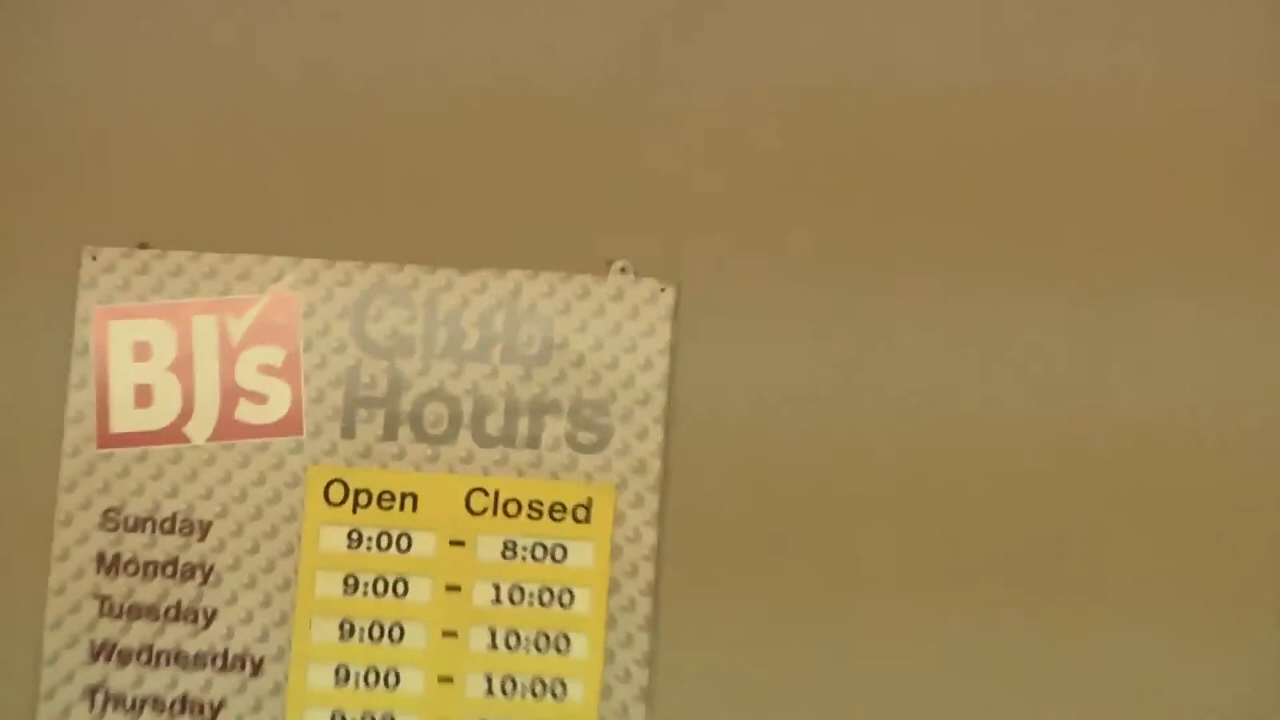 BJ's
Club
Hours
Open Closed
Sunday 9:00 - 8:00
Monday 9:00 - 10:00
Tuesday 9:00 - 10:00
Wednesday 9:00 - 10:00
Thursday